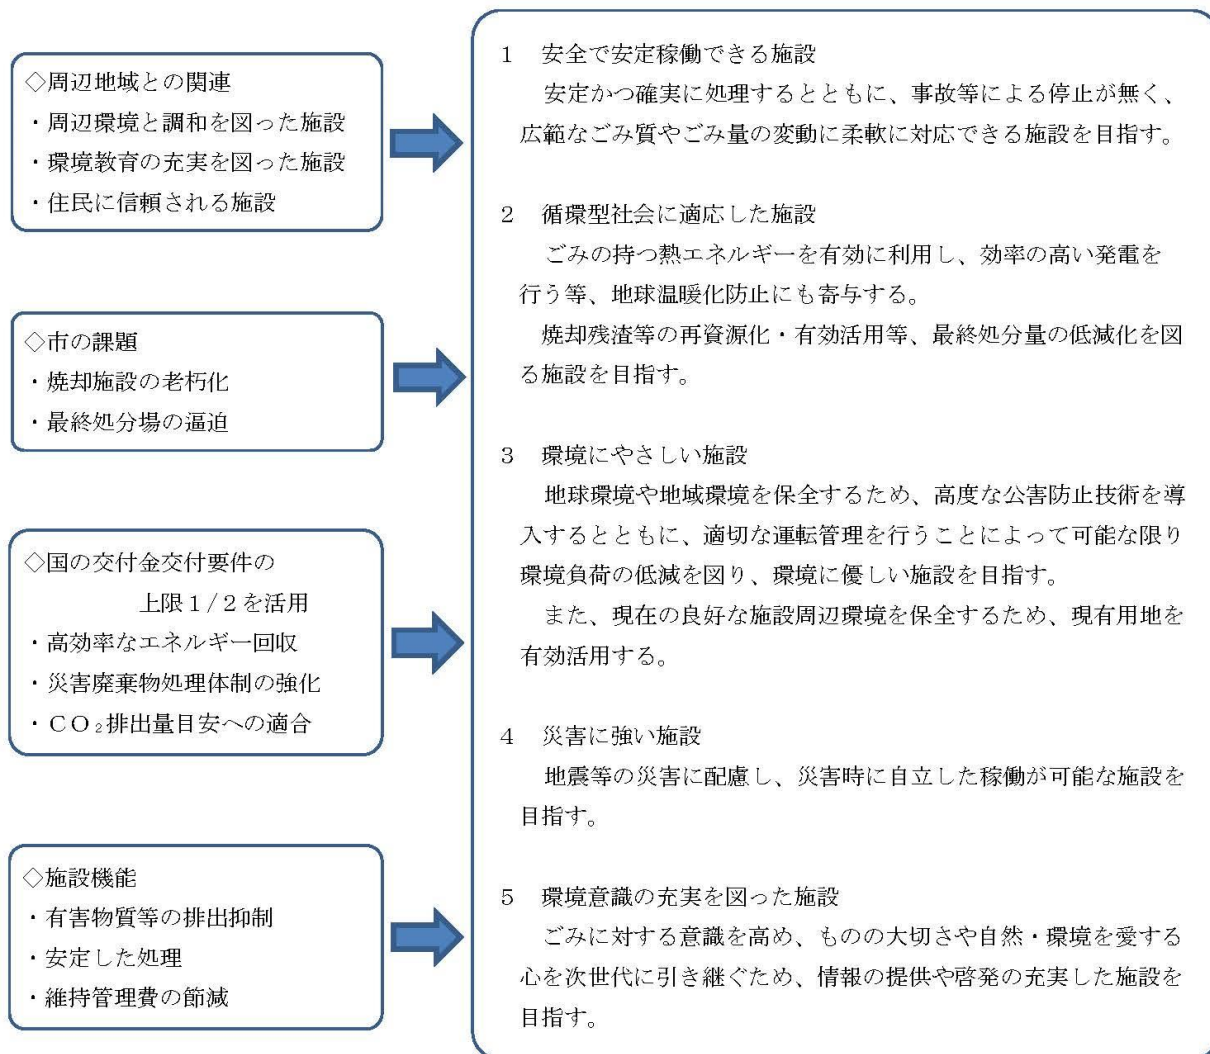 ◇周辺地域との関連
・周辺環境と調和を図った施設
・環境教育の充実を図った施設
・住民に信頼される施設
◇市の課題
・焼却施設の老朽化
・最終処分場の逼迫
◇国の交付金交付要件の
上限１/２を活用
・高効率なエネルギー回収
・災害廃棄物処理体制の強化
・ＣＯ₂排出量目安への適合
◇施設機能
・有害物質等の排出抑制
・安定した処理
・維持管理費の節減
１　安全で安定稼働できる施設
安定かつ確実に処理するとともに、事故等による停止が無く、
広範なごみ質やごみ量の変動に柔軟に対応できる施設を目指す。
２　循環型社会に適応した施設
ごみの持つ熱エネルギーを有効に利用し、効率の高い発電を
行う等、地球温暖化防止にも寄与する。
焼却残渣等の再資源化・有効活用等、最終処分量の低減化を図
る施設を目指す。
３　環境にやさしい施設
地球環境や地域環境を保全するため、高度な公害防止技術を導
入するとともに、適切な運転管理を行うことによって可能な限り
環境負荷の低減を図り、環境に優しい施設を目指す。
また、現在の良好な施設周辺環境を保全するため、現有用地を
有効活用する。
４　災害に強い施設
地震等の災害に配慮し、災害時に自立した稼働が可能な施設を
目指す。
５　環境意識の充実を図った施設
ごみに対する意識を高め、ものの大切さや自然・環境を愛する
心を次世代に引き継ぐため、情報の提供や啓発の充実した施設を
目指す。